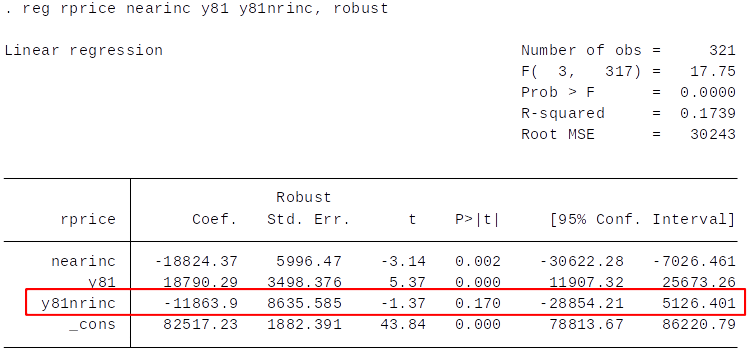 . reg rprice nearinc y81 y81nrinc, robust
Linear regression Number of obs = 321
F( 3, 317) = 17.75
Prob > F = 0.0000
R-squared = 0.1739
Root MSE = 30243
Robust
rprice Coef. Std. Err. t P>|t| [95% Conf. Interval]
nearinc -18824.37 5996.47 -3.14 0.002 -30622.28 -7026.461
y81 18790.29 3498.376 5.37 0.000 11907.32 25673.26
y81nrinc -11863.9 8635.585 -1.37 0.170 -28854.21 5126.401
_cons 82517.23 1882.391 43.84 0.000 78813.67 86220.79